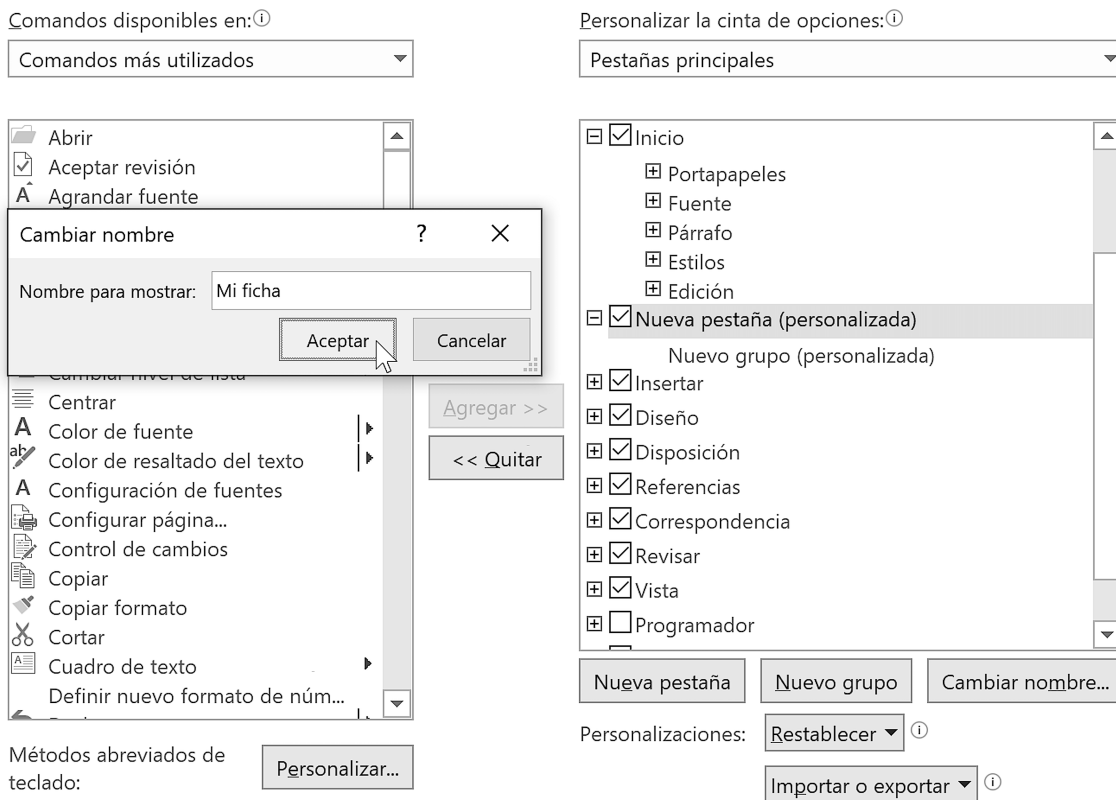 Comandos disponibles en:
Comandos más utilizados
Abrir
Aceptar revisión
Agrandar fuente
Cambiar nombre
Nombre para mostrar: Mi ficha
Aceptar Cancelar
Cambiar nivel de lista
Centrar
Color de fuente
Color de resaltado del texto
Configuración de fuentes
Configurar página...
Control de cambios
Copiar
Copiar formato
Cortar
Cuadro de texto
Definir nuevo formato de núm...
Métodos abreviados de
teclado:
Personalizar...
Agregar >>
<< Quitar
Personalizar la cinta de opciones:
Pestañas principales
Inicio
Portapapeles
Fuente
Párrafo
Estilos
Edición
Nueva pestaña (personalizada)
Nuevo grupo (personalizada)
Insertar
Diseño
Disposición
Referencias
Correspondencia
Revisar
Vista
Programador
Nueva pestaña Nuevo grupo Cambiar nombre...
Personalizaciones: Restablecer
Importar o exportar